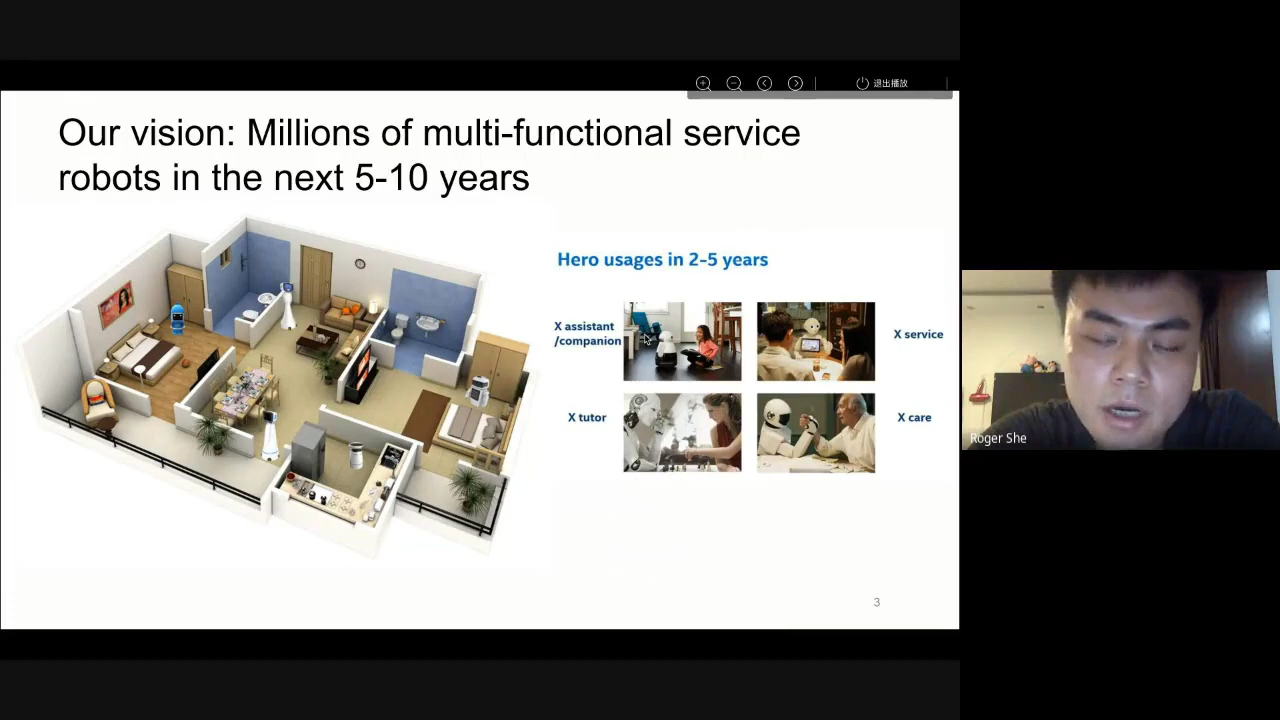 退出播放
Our vision: Millions of multi-functional service
robots in the next 5-10 years
Hero usages in 2-5 years
X assistant
/companion
X service
X tutor
X care
3
Roger She